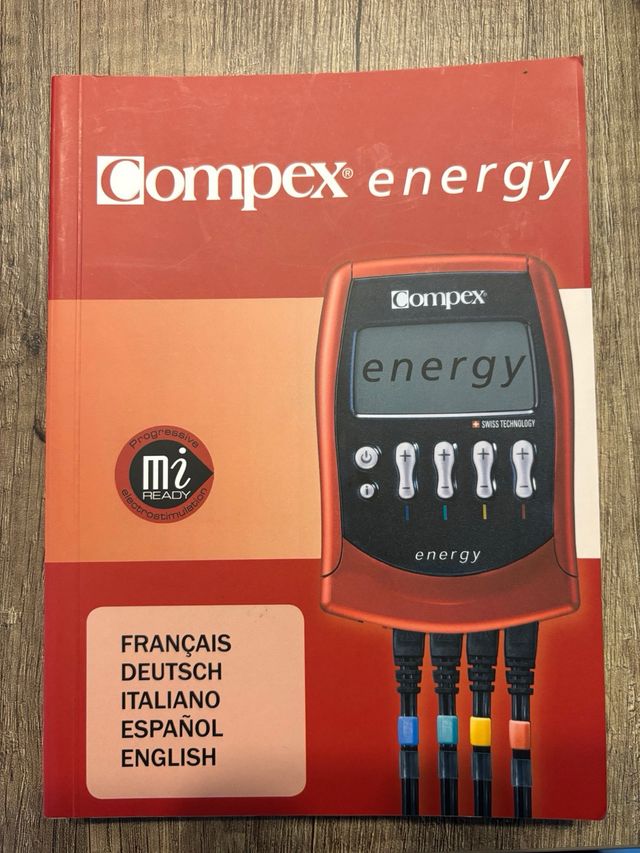 Compex® energy
Compex®
energy
SWISS TECHNOLOGY
+ + + +
i - - - -
energy
Progressive
mi
READY
electrostimulation
FRANÇAIS
DEUTSCH
ITALIANO
ESPAÑOL
ENGLISH